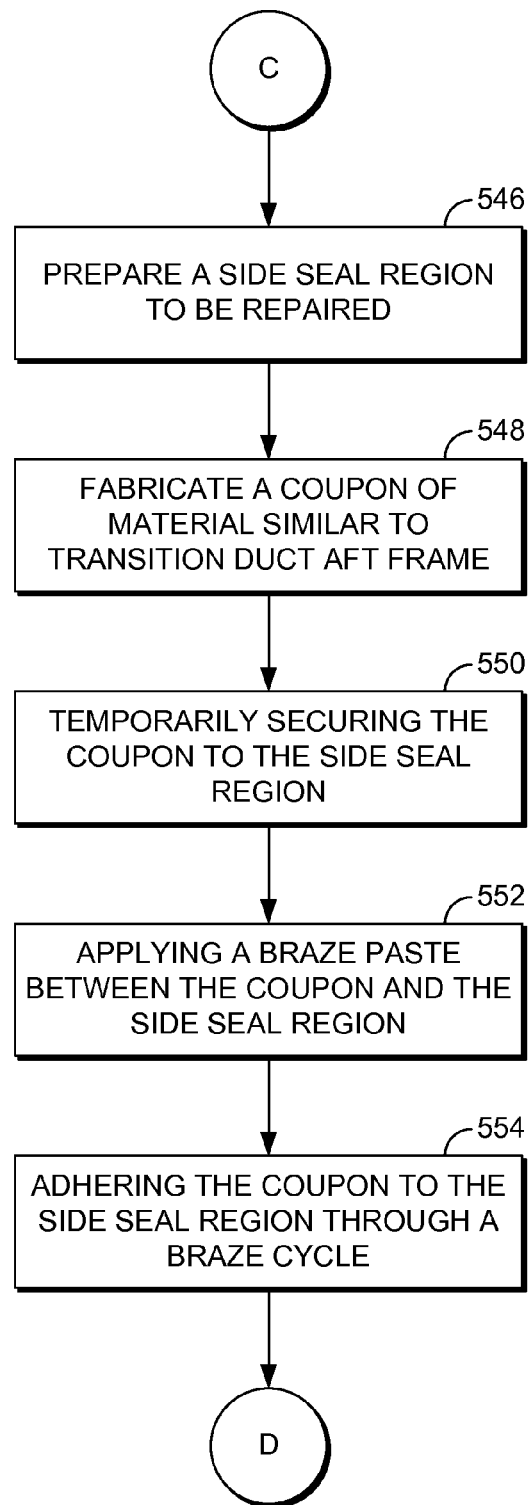 C
546
PREPARE A SIDE SEAL REGION
TO BE REPAIRED
548
FABRICATE A COUPON OF
MATERIAL SIMILAR TO
TRANSITION DUCT AFT FRAME
550
TEMPORARILY SECURING THE
COUPON TO THE SIDE SEAL
REGION
552
APPLYING A BRAZE PASTE
BETWEEN THE COUPON AND THE
SIDE SEAL REGION
554
ADHERING THE COUPON TO THE
SIDE SEAL REGION THROUGH A
BRAZE CYCLE
D